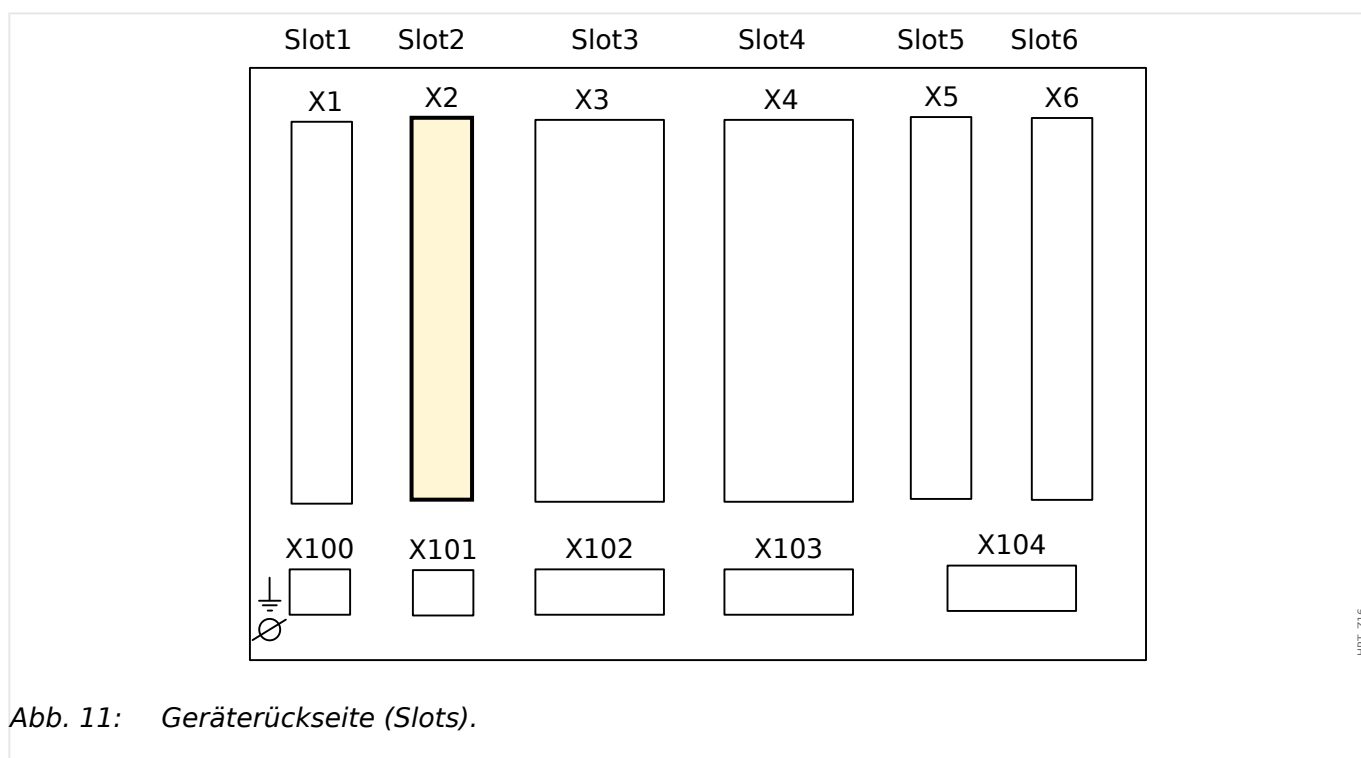 Slot1 Slot2 Slot3 Slot4 Slot5 Slot6
X1 X2 X3 X4 X5 X6
X100 X101 X102 X103 X104
Abb. 11: Geräterückseite (Slots).